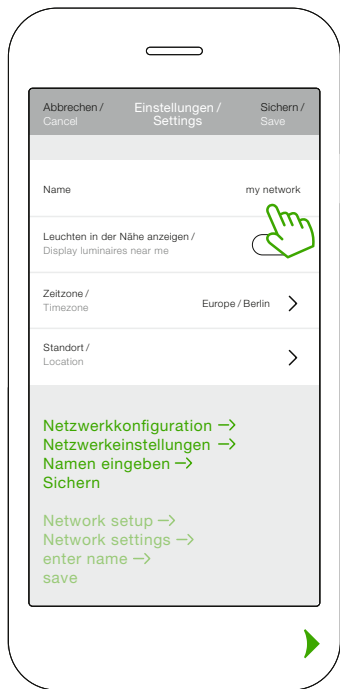 Abbrechen / Einstellungen / Sichern /
Cancel Settings Save
Name my network
Leuchten in der Nähe anzeigen /
Display luminaires near me
Zeitzone /
Timezone
Europe / Berlin
Standort /
Location
Netzwerkkonfiguration →
Netzwerkeinstellungen →
Namen eingeben →
Sichern
Network setup →
Network settings →
enter name →
save